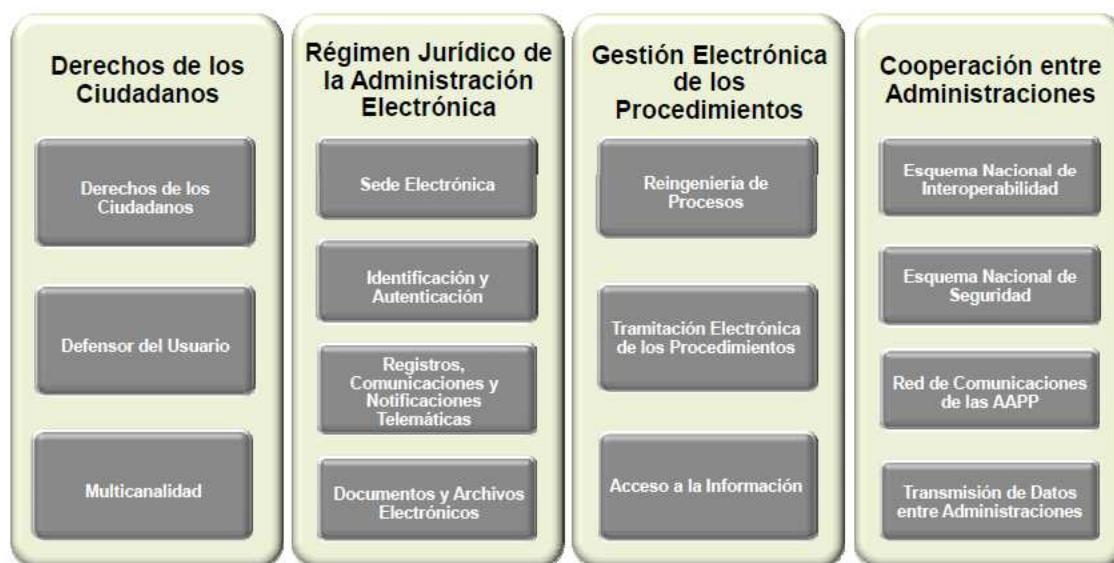 Derechos de los
Ciudadanos
Derechos de los
Ciudadanos
Defensor del Usuario
Multicanalidad
Régimen Jurídico de
la Administración
Electrónica
Sede Electrónica
Identificación y
Autenticación
Registros,
Comunicaciones y
Notificaciones
Telemáticas
Documentos y Archivos
Electrónicos
Gestión Electrónica
de los
Procedimientos
Reingeniería de
Procesos
Tramitación Electrónica
de los Procedimientos
Acceso a la Información
Cooperación entre
Administraciones
Esquema Nacional de
Interoperabilidad
Esquema Nacional de
Seguridad
Red de Comunicaciones
de las AAPP
Transmisión de Datos
entre Administraciones